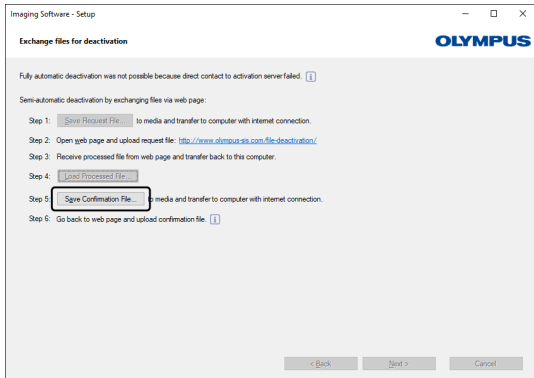 Imaging Software - Setup
Exchange files for deactivation
OLYMPUS
Fully automatic deactivation was not possible because direct contact to activation server failed. i
Semi-automatic deactivation by exchanging files via web page:
Step 1: Save Request File... to media and transfer to computer with internet connection.
Step 2: Open web page and upload request file: http://www.olympus-sis.com/file-deactivation/
Step 3: Receive processed file from web page and transfer back to this computer.
Step 4: Load Processed File...
Step 5: Save Confirmation File... to media and transfer to computer with internet connection.
Step 6: Go back to web page and upload confimation file. i
< Back Next > Cancel